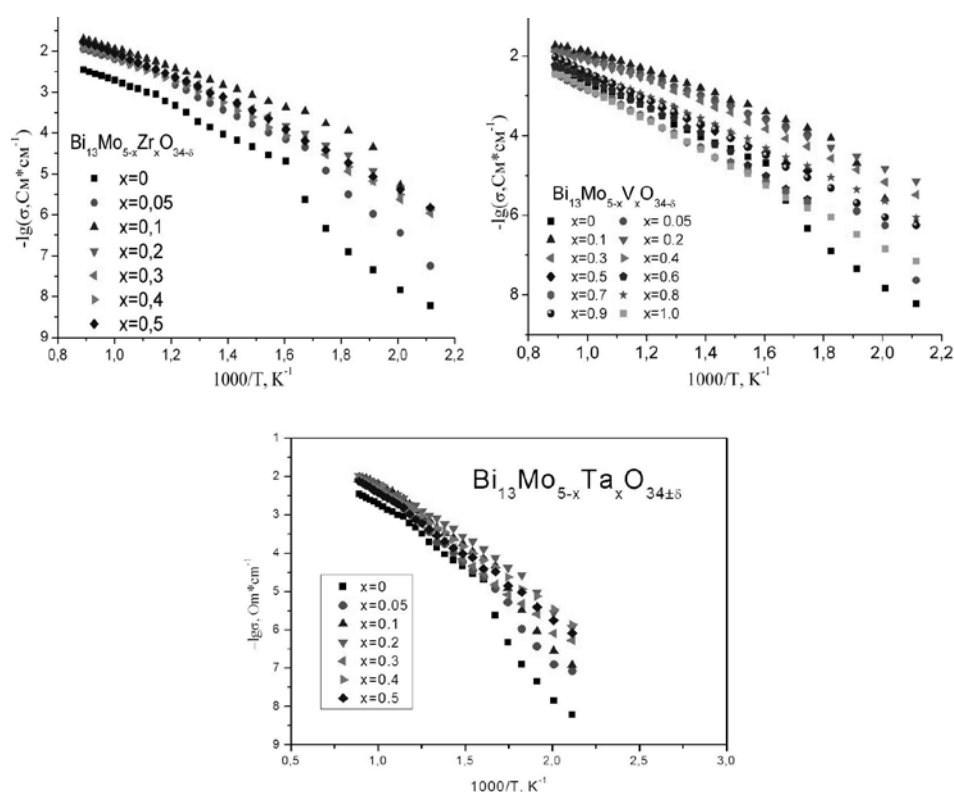 -lg(σ,См*см⁻¹)
2
3
4
5
6
7
8
9
Bi₁₃Mo₅₋ₓZrₓO₃₄₋δ
x=0
x=0,05
x=0,1
x=0,2
x=0,3
x=0,4
x=0,5
0,8 1,0 1,2 1,4 1,6 1,8 2,0 2,2
1000/T, K⁻¹
-lg(σ,См*см⁻¹)
2
4
6
8
Bi₁₃Mo₅₋ₓVₓO₃₄₋δ
x=0 x= 0.05
x=0.1 x= 0.2
x=0.3 x=0.4
x=0.5 x=0.6
x=0.7 x=0.8
x=0.9 x=1.0
1,0 1,2 1,4 1,6 1,8 2,0 2,2
1000/T, K⁻¹
-lgσ, Om*cm⁻¹
1
2
3
4
5
6
7
8
9
Bi₁₃Mo₅₋ₓTaₓO₃₄±δ
x=0
x=0.05
x=0.1
x=0.2
x=0.3
x=0.4
x=0.5
0,5 1,0 1,5 2,0 2,5 3,0
1000/T. K⁻¹